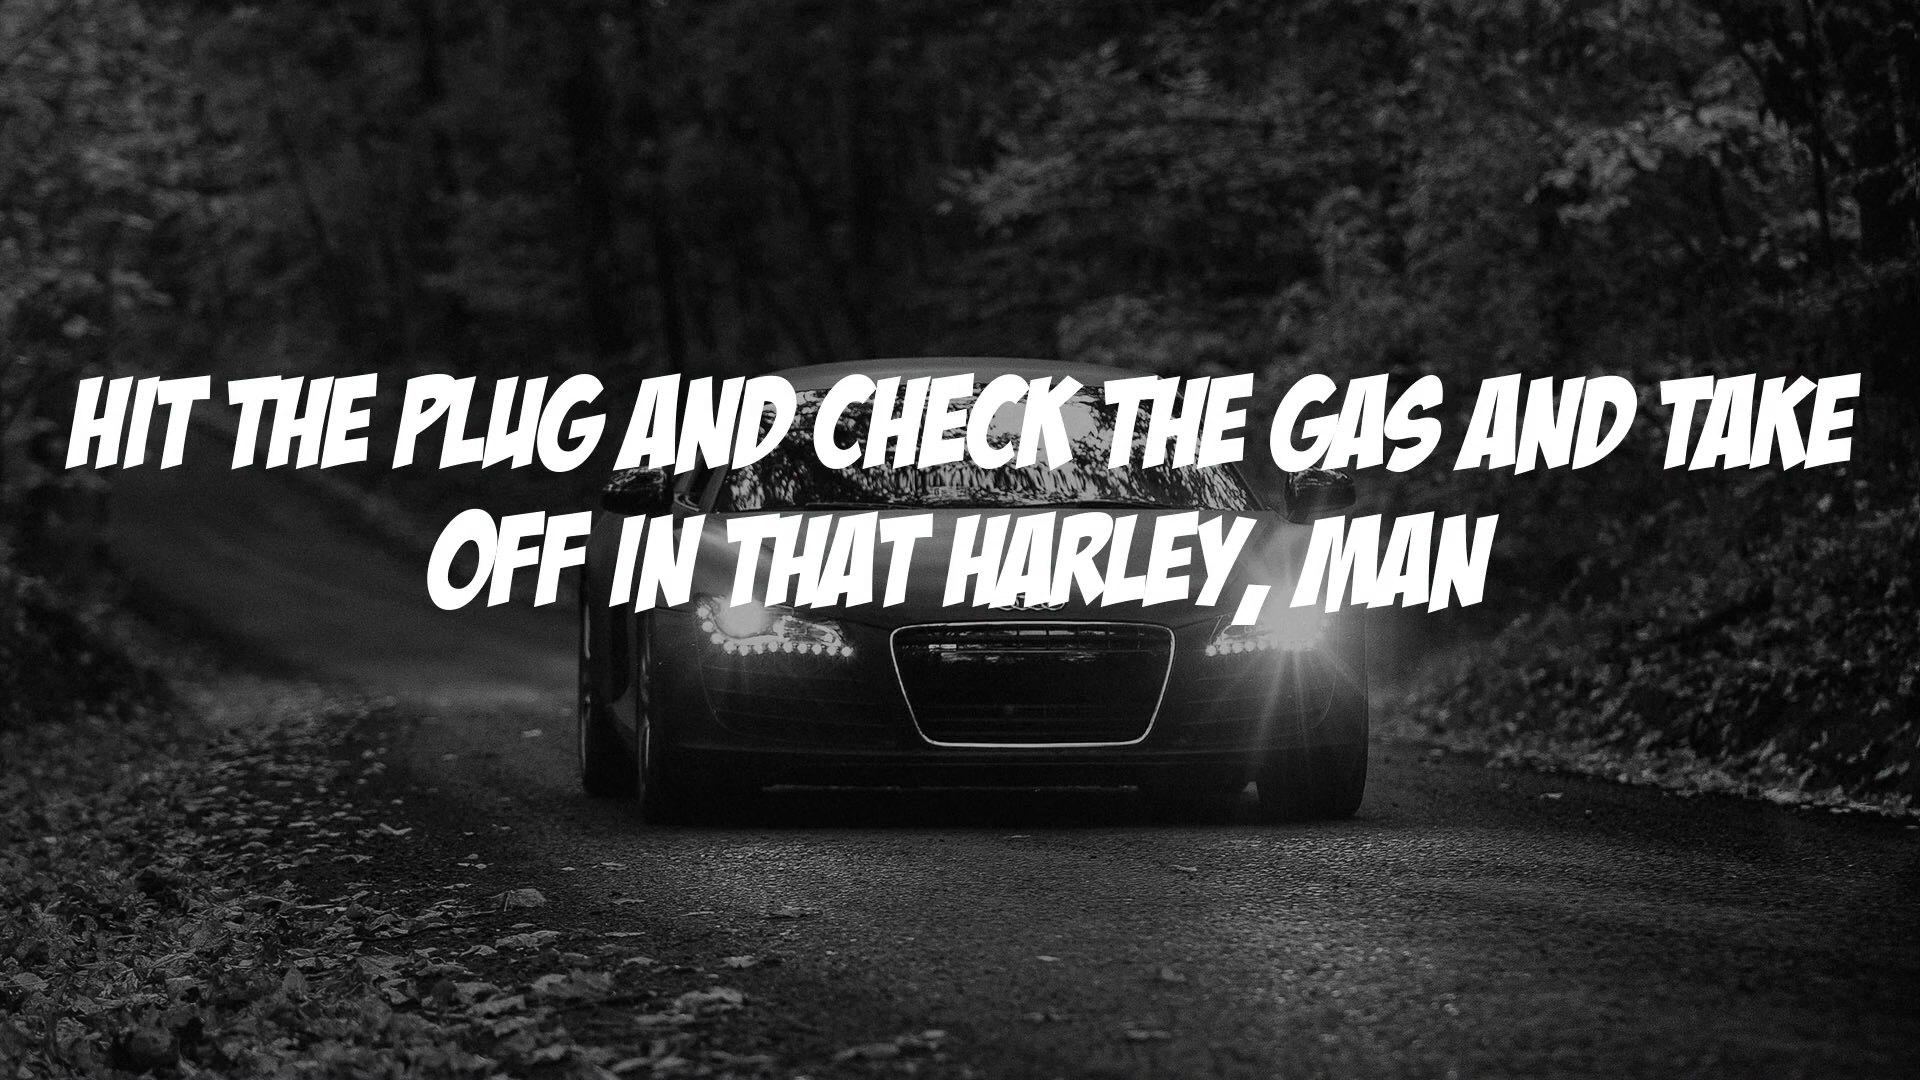 HIT THE PLUG AND CHECK THE GAS AND TAKE
OFF IN THAT HARLEY, MAN